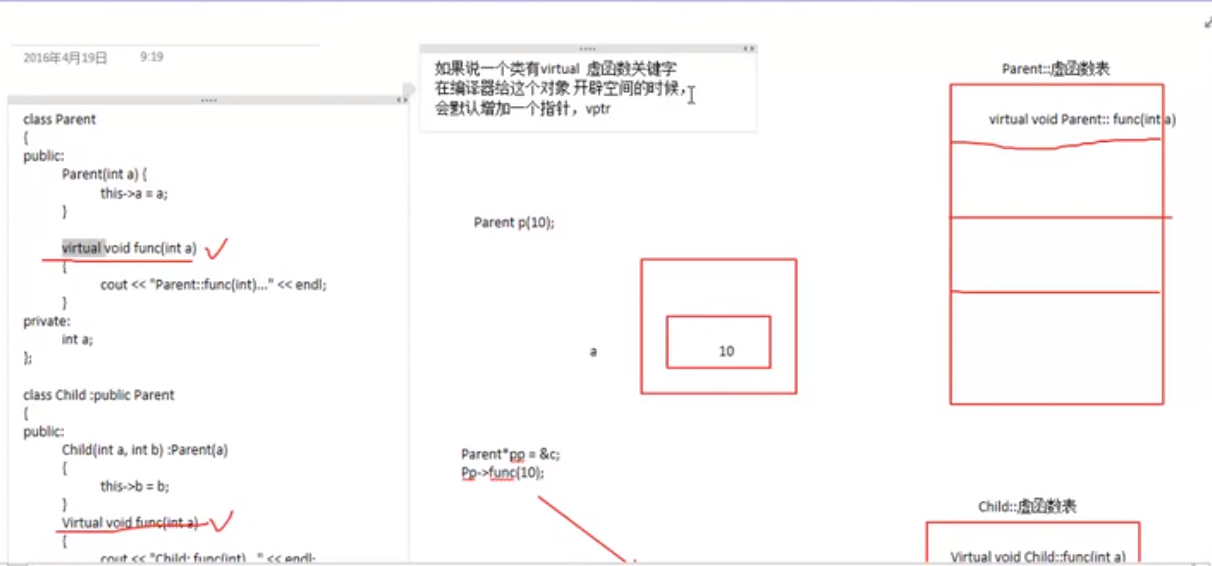 2016年4月19日 9:19
class Parent
{
public:
Parent(int a) {
this->a = a;
}
virtual void func(int a)
{
cout << "Parent::func(int)..." << endl;
}
private:
int a;
};
class Child :public Parent
{
public:
Child(int a, int b) :Parent(a)
{
this->b = b;
}
Virtual void func(int a)
{
cout << "Child: func(int)..." << endl;
如果说一个类有virtual 虚函数关键字
在编译器给这个对象 开辟空间的时候，
会默认增加一个指针，vptr
Parent p(10);
a
10
Parent*pp = &c;
Pp->func(10);
Parent::虚函数表
virtual void Parent:: func(int a)
Child::虚函数表
Virtual void Child::func(int a)